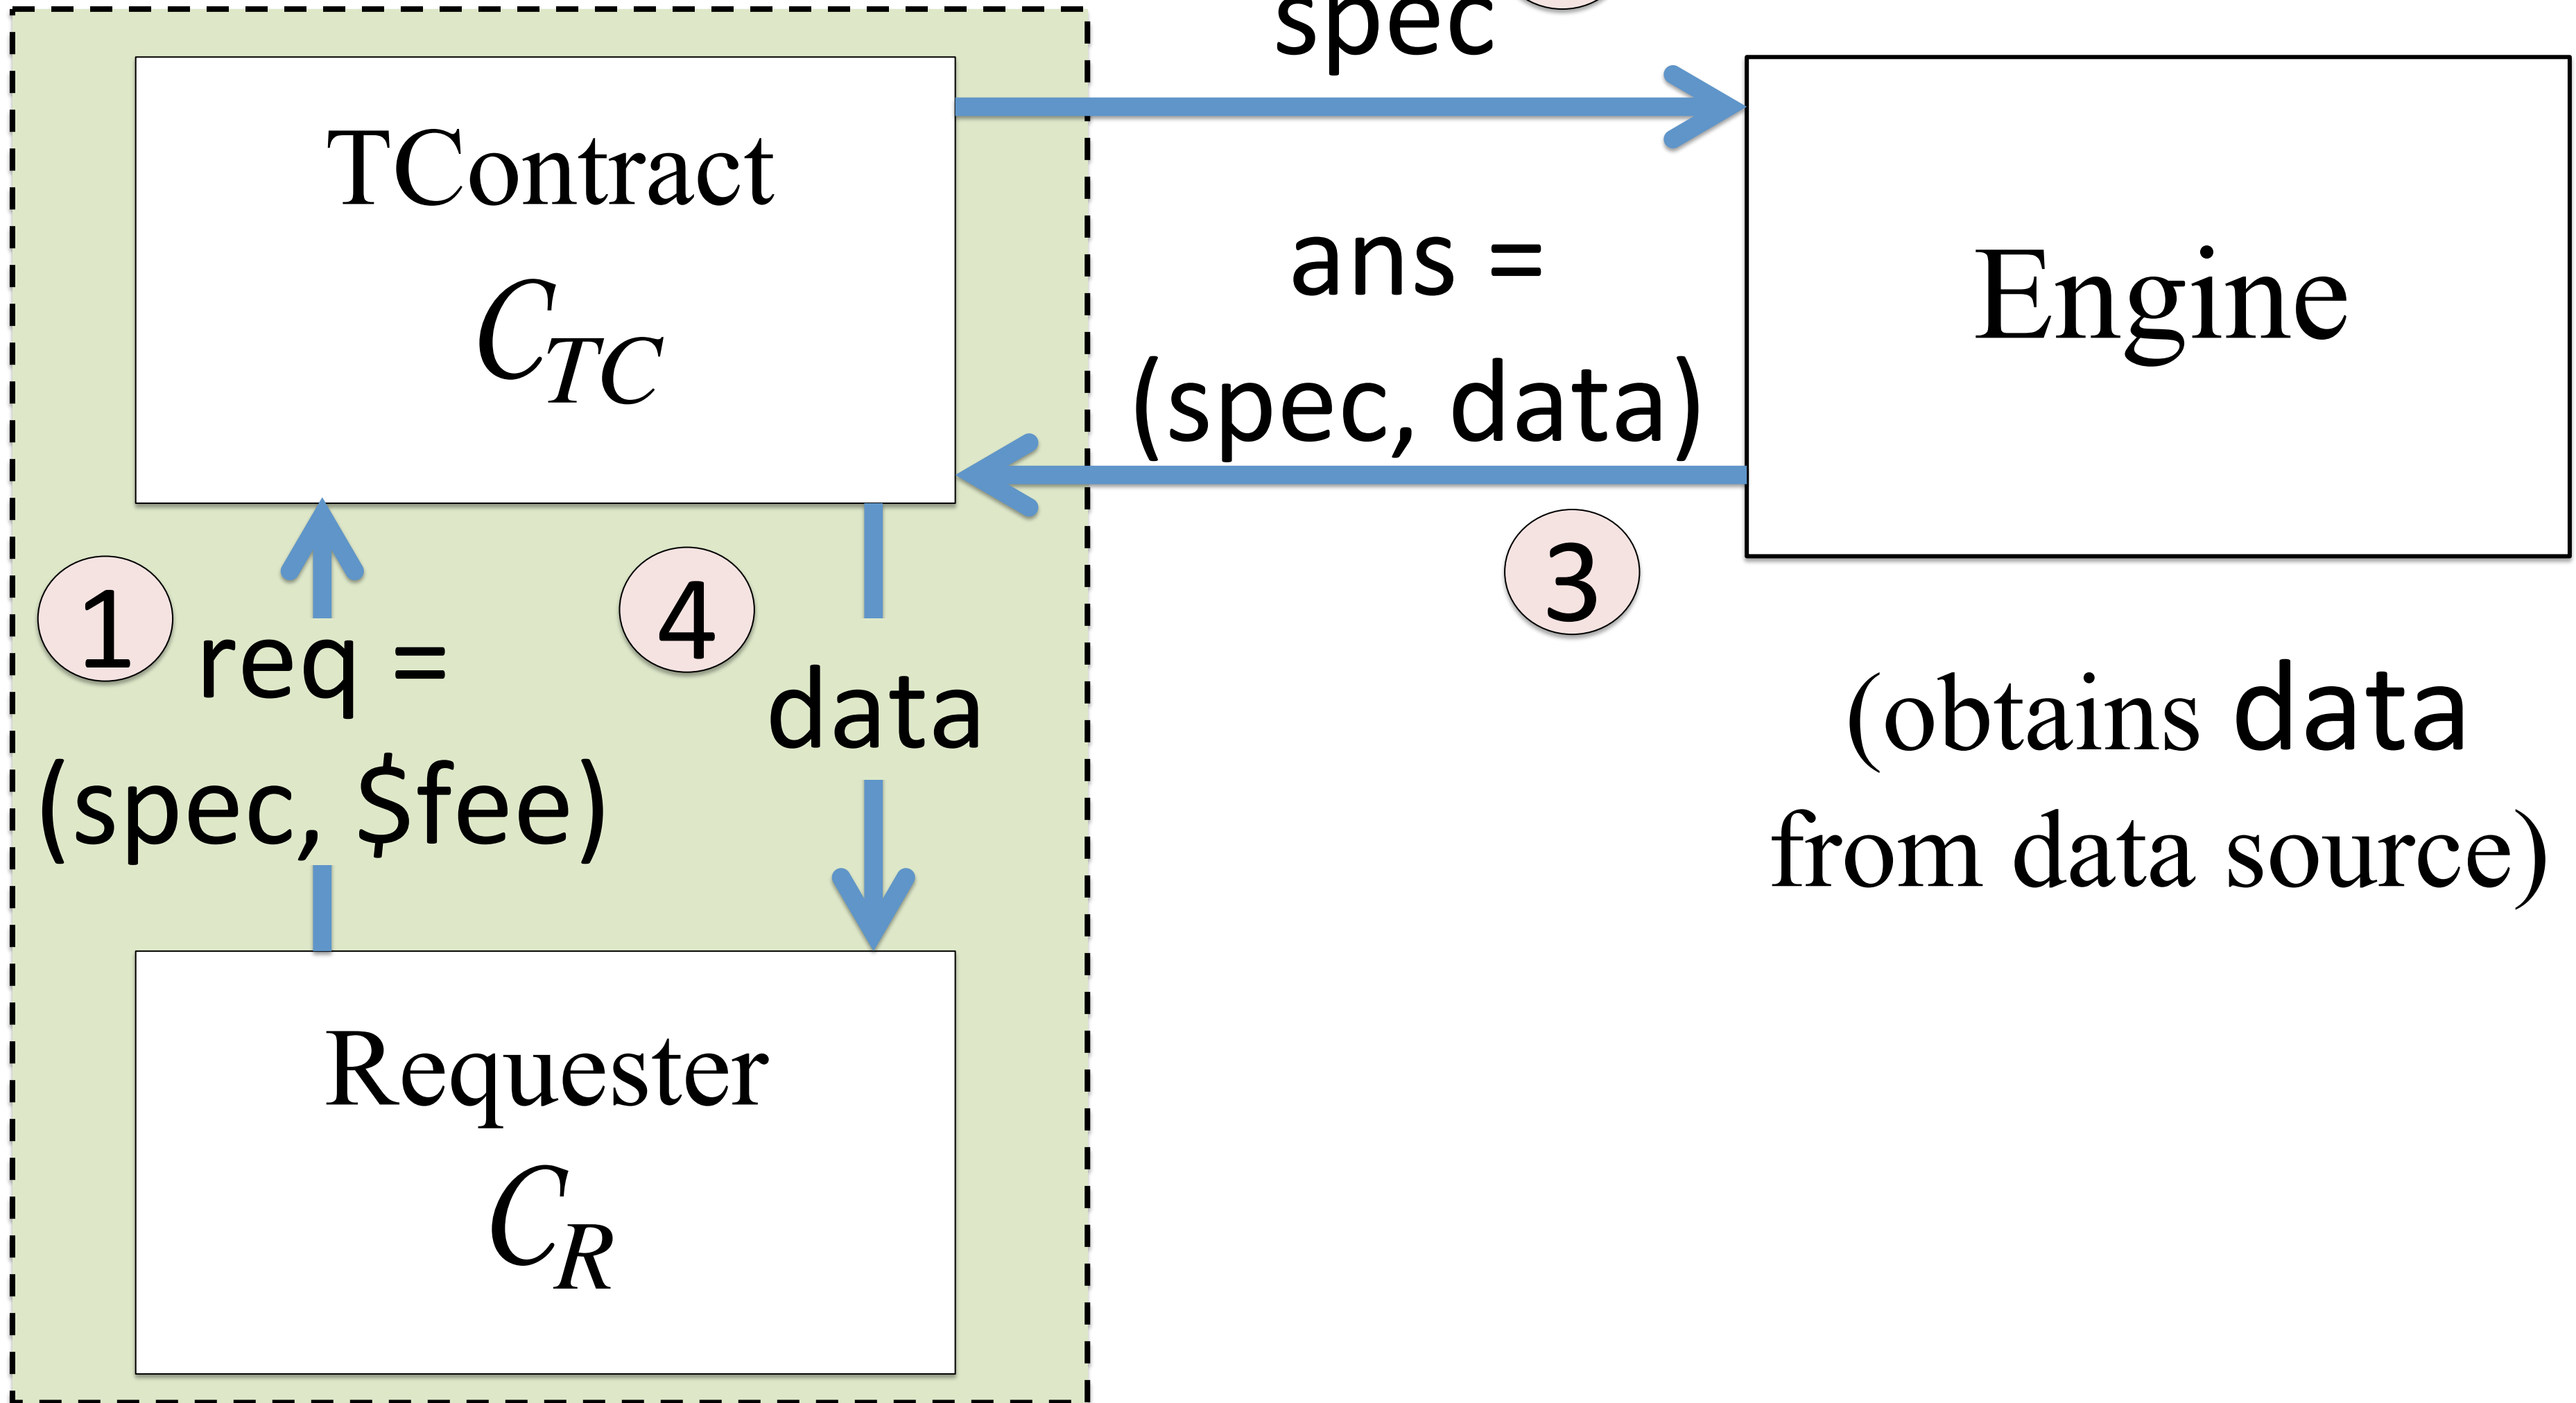 spec
TContract
C_TC
ans =
(spec, data)
Engine
3
1
req =
(spec, $fee)
4
data
(obtains data
from data source)
Requester
C_R